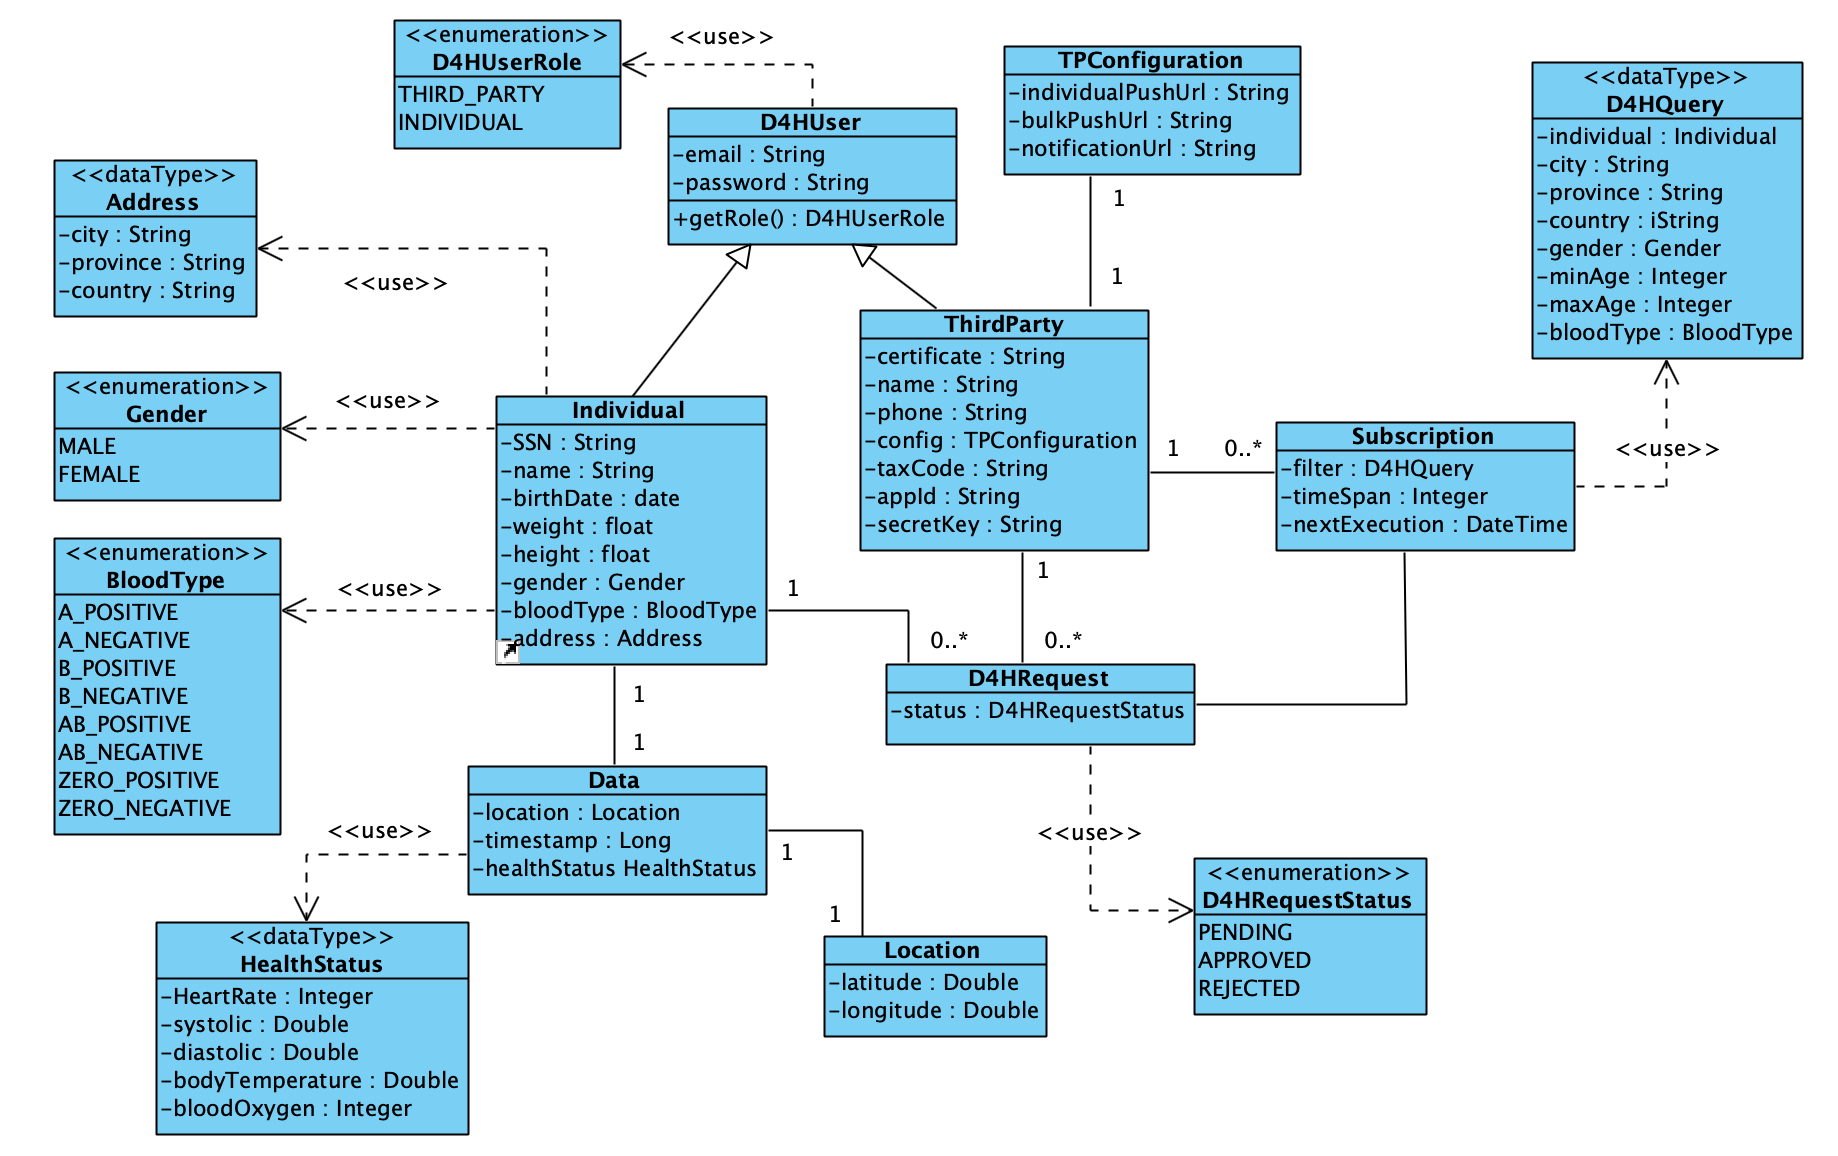 <<enumeration>>
D4HUserRole
THIRD_PARTY
INDIVIDUAL
<<use>>
D4HUser
-email : String
-password : String
+getRole() : D4HUserRole
TPConfiguration
-individualPushUrl : String
-bulkPushUrl : String
-notificationUrl : String
1
1
<<dataType>>
D4HQuery
-individual : Individual
-city : String
-province : String
-country : iString
-gender : Gender
-minAge : Integer
-maxAge : Integer
-bloodType : BloodType
<<dataType>>
Address
-city : String
-province : String
-country : String
<<use>>
<<enumeration>>
Gender
MALE
FEMALE
<<use>>
<<enumeration>>
BloodType
A_POSITIVE
A_NEGATIVE
B_POSITIVE
B_NEGATIVE
AB_POSITIVE
AB_NEGATIVE
ZERO_POSITIVE
ZERO_NEGATIVE
<<use>>
Individual
-SSN : String
-name : String
-birthDate : date
-weight : float
-height : float
-gender : Gender
-bloodType : BloodType
-address : Address
ThirdParty
-certificate : String
-name : String
-phone : String
-config : TPConfiguration
-taxCode : String
-appId : String
-secretKey : String
1
0..*
Subscription
-filter : D4HQuery
-timeSpan : Integer
-nextExecution : DateTime
<<use>>
1
0..*
1
0..*
D4HRequest
-status : D4HRequestStatus
1
1
Data
-location : Location
-timestamp : Long
-healthStatus HealthStatus
<<use>>
1
1
<<use>>
<<enumeration>>
D4HRequestStatus
PENDING
APPROVED
REJECTED
<<dataType>>
HealthStatus
-HeartRate : Integer
-systolic : Double
-diastolic : Double
-bodyTemperature : Double
-bloodOxygen : Integer
Location
-latitude : Double
-longitude : Double